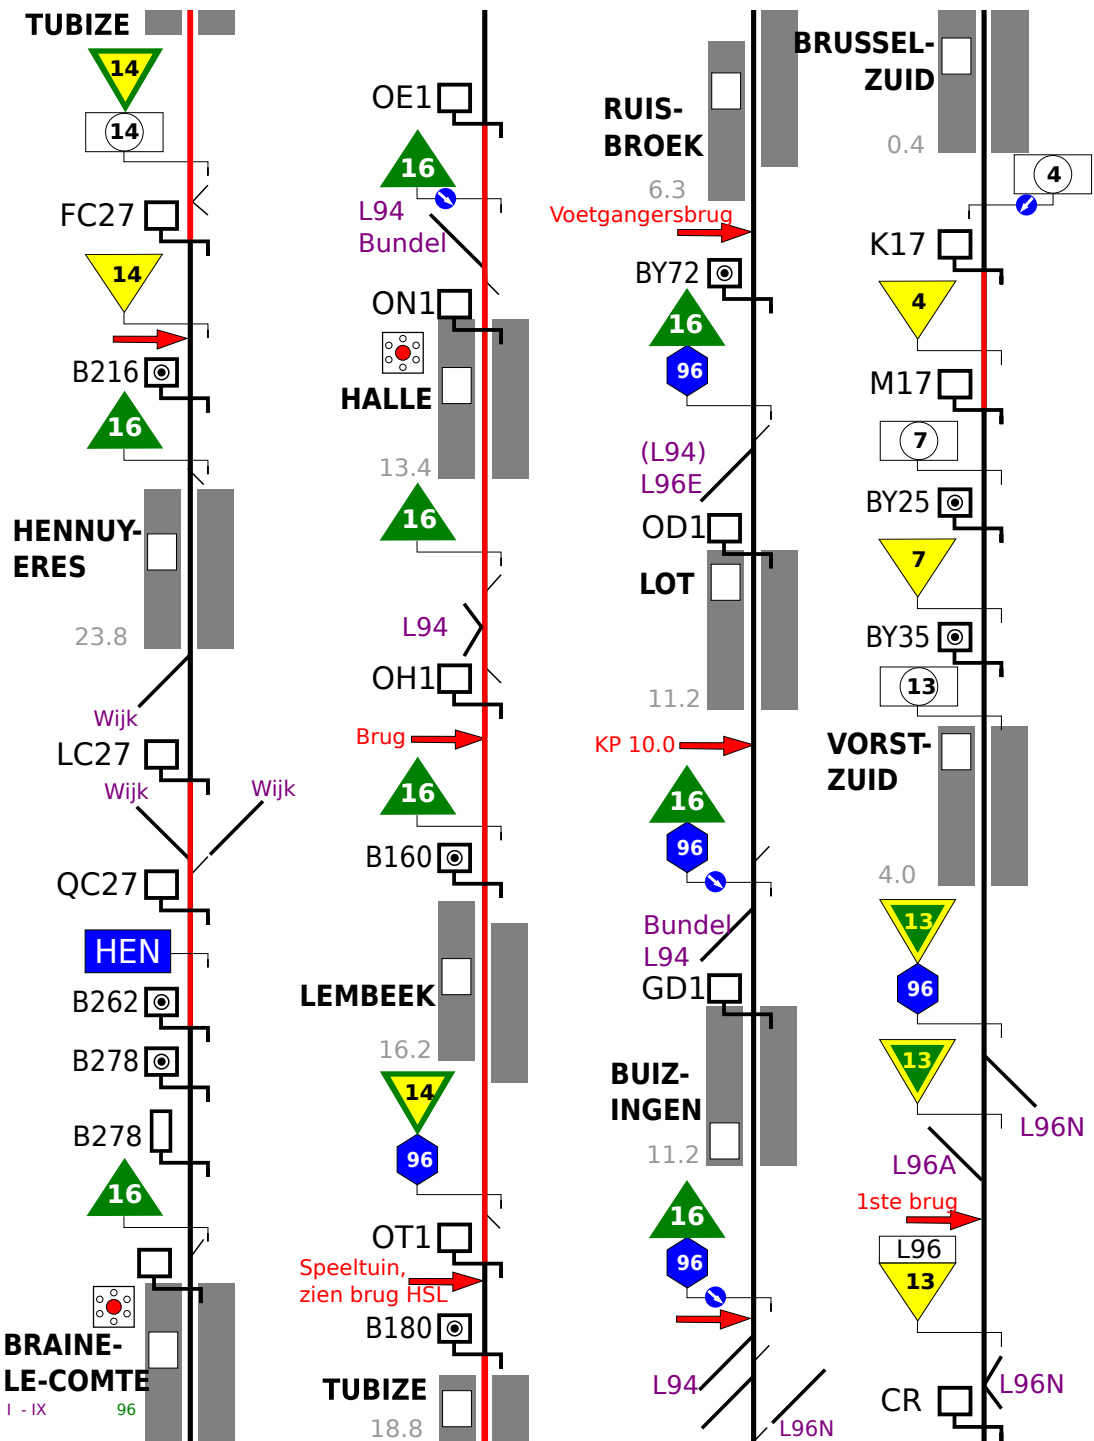 TUBIZE
14
14
FC27
14
B216
16
HENNUY-
ERES
23.8
Wijk
LC27
Wijk
Wijk
QC27
HEN
B262
B278
B278
16
BRAINE-
LE-COMTE
I - IX
96
OE1
16
L94
Bundel
ON1
HALLE
13.4
16
L94
OH1
Brug
16
B160
LEMBEEK
16.2
14
96
OT1
Speeltuin,
zien brug HSL
B180
TUBIZE
18.8
RUIS-
BROEK
6.3
Voetgangersbrug
BY72
16
96
(L94)
L96E
OD1
LOT
11.2
KP 10.0
16
96
Bundel
L94
GD1
BUIZ-
INGEN
11.2
16
96
L94
L96N
BRUSSEL-
ZUID
0.4
4
K17
4
M17
7
BY25
7
BY35
13
VORST-
ZUID
4.0
13
96
13
L96N
L96A
1ste brug
L96
13
L96N
CR